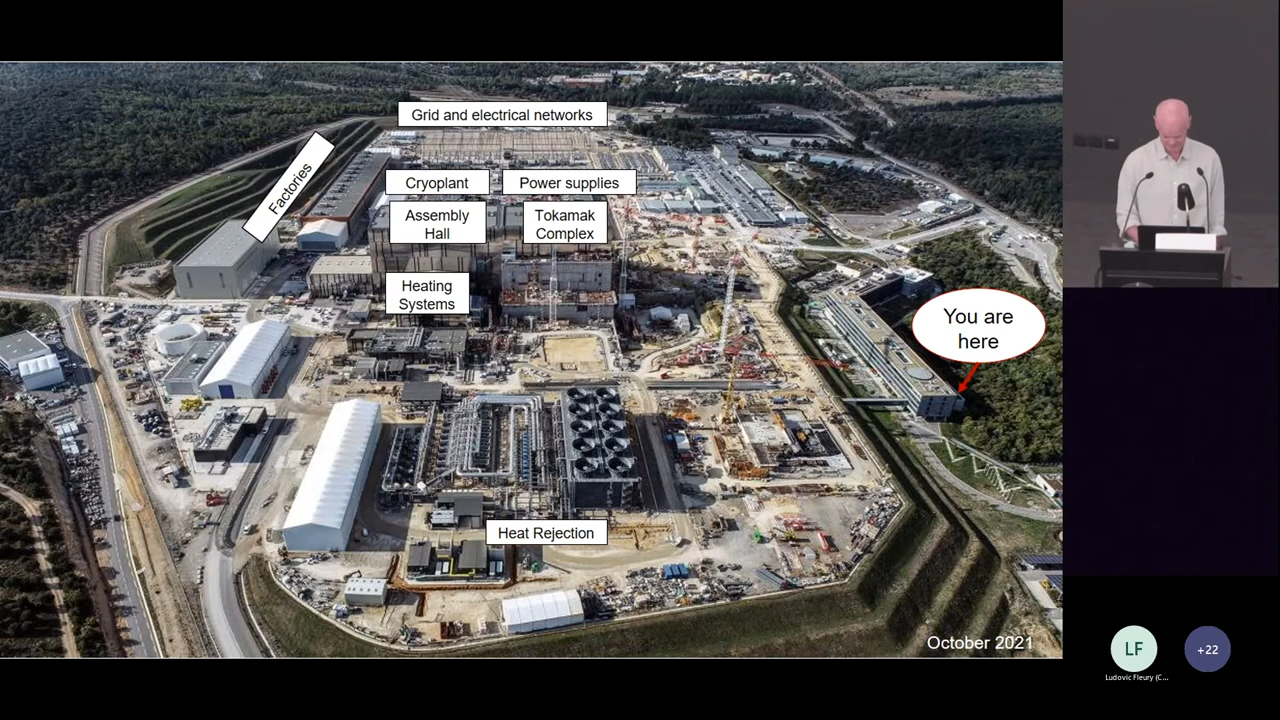 Grid and electrical networks
Factories
Cryoplant
Power supplies
Assembly
Hall
Tokamak
Complex
Heating
Systems
You are
here
Heat Rejection
October 2021
LF
+22
Ludovic Fleury (C...